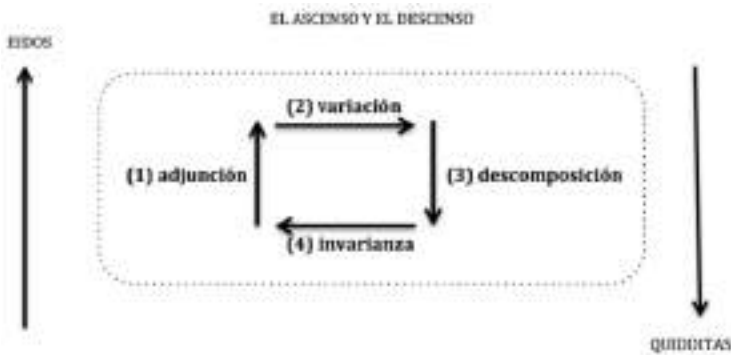 EL ASCENSO Y EL DESCENSO
EIDOS
(2) variación
(1) adjunción
(3) descomposición
(4) invarianza
QUIDDITAS